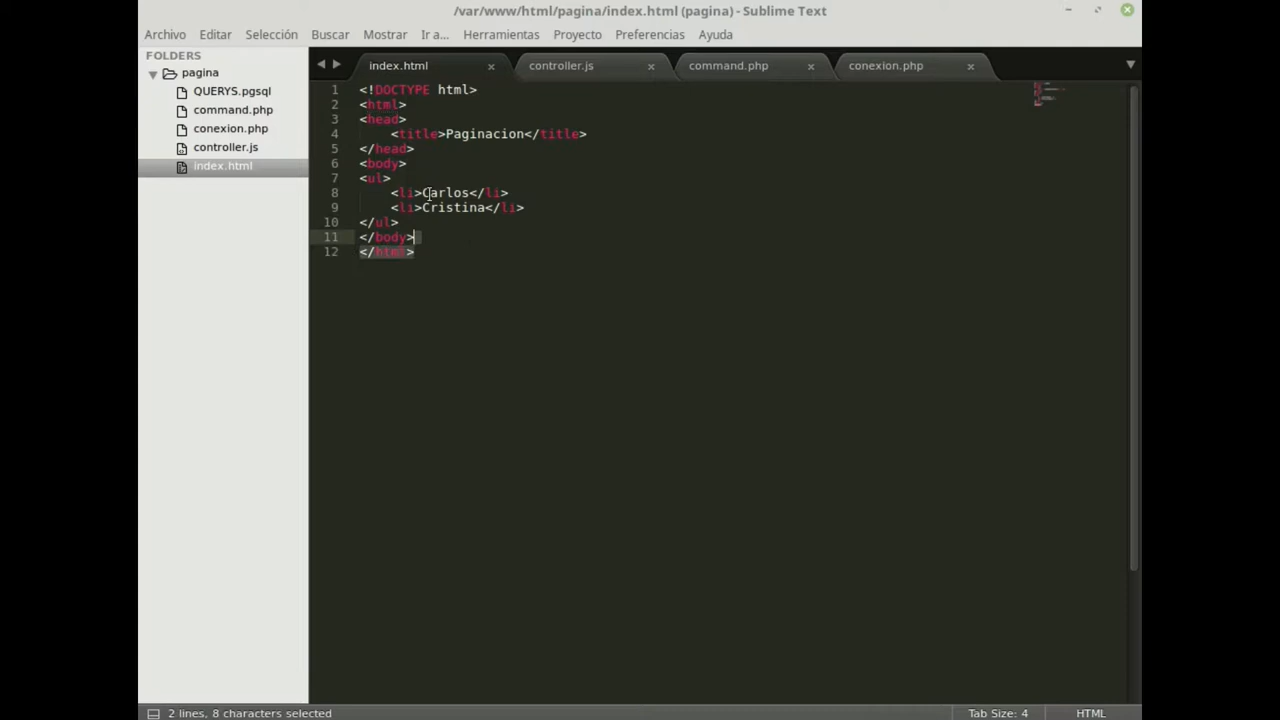 /var/www/html/pagina/index.html (pagina) - Sublime Text
Archivo Editar Selección Buscar Mostrar Ir a... Herramientas Proyecto Preferencias Ayuda
FOLDERS
pagina
QUERYS.pgsql
command.php
conexion.php
controller.js
index.html
index.html controller.js command.php conexion.php
1 <!DOCTYPE html>
2 <html>
3 <head>
4 <title>Paginacion</title>
5 </head>
6 <body>
7 <ul>
8 <li>Carlos</li>
9 <li>Cristina</li>
10 </ul>
11 </body>
12 </html>
2 lines, 8 characters selected Tab Size: 4 HTML